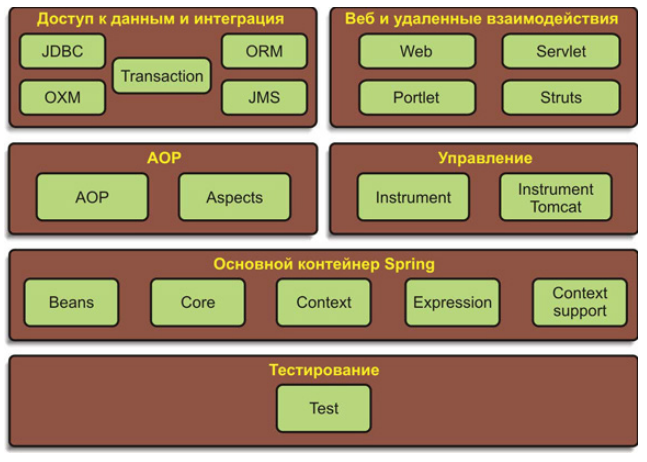 Доступ к данным и интеграция
JDBC
ORM
Transaction
OXM
JMS
Веб и удаленные взаимодействия
Web
Servlet
Portlet
Struts
AOP
AOP
Aspects
Управление
Instrument
Instrument
Tomcat
Основной контейнер Spring
Beans
Core
Context
Expression
Context
support
Тестирование
Test